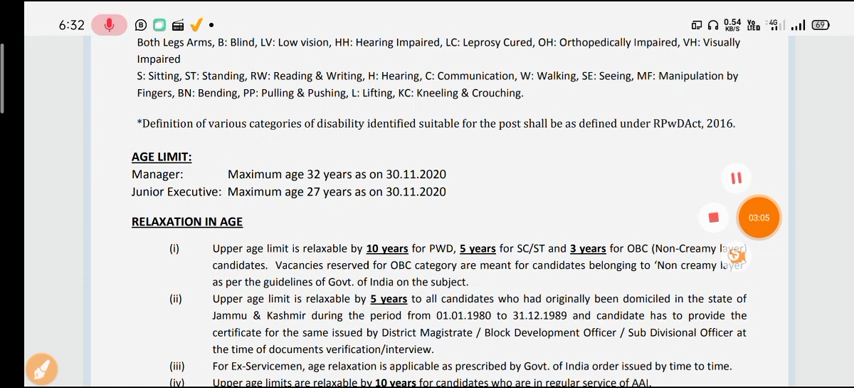 6:32
0.54 KB/S
4G
69
Both Legs Arms, B: Blind, LV: Low vision, HH: Hearing Impaired, LC: Leprosy Cured, OH: Orthopedically Impaired, VH: Visually
Impaired
S: Sitting, ST: Standing, RW: Reading & Writing, H: Hearing, C: Communication, W: Walking, SE: Seeing, MF: Manipulation by
Fingers, BN: Bending, PP: Pulling & Pushing, L: Lifting, KC: Kneeling & Crouching.
*Definition of various categories of disability identified suitable for the post shall be as defined under RPwDAct, 2016.
AGE LIMIT:
Manager: Maximum age 32 years as on 30.11.2020
Junior Executive: Maximum age 27 years as on 30.11.2020
03:05
RELAXATION IN AGE
(i) Upper age limit is relaxable by 10 years for PWD, 5 years for SC/ST and 3 years for OBC (Non-Creamy layer)
candidates. Vacancies reserved for OBC category are meant for candidates belonging to 'Non creamy layer'
as per the guidelines of Govt. of India on the subject.
(ii) Upper age limit is relaxable by 5 years to all candidates who had originally been domiciled in the state of
Jammu & Kashmir during the period from 01.01.1980 to 31.12.1989 and candidate has to provide the
certificate for the same issued by District Magistrate / Block Development Officer / Sub Divisional Officer at
the time of documents verification/interview.
(iii) For Ex-Servicemen, age relaxation is applicable as prescribed by Govt. of India order issued by time to time.
(iv) Upper age limits are relaxable by 10 years for candidates who are in regular service of AAI.